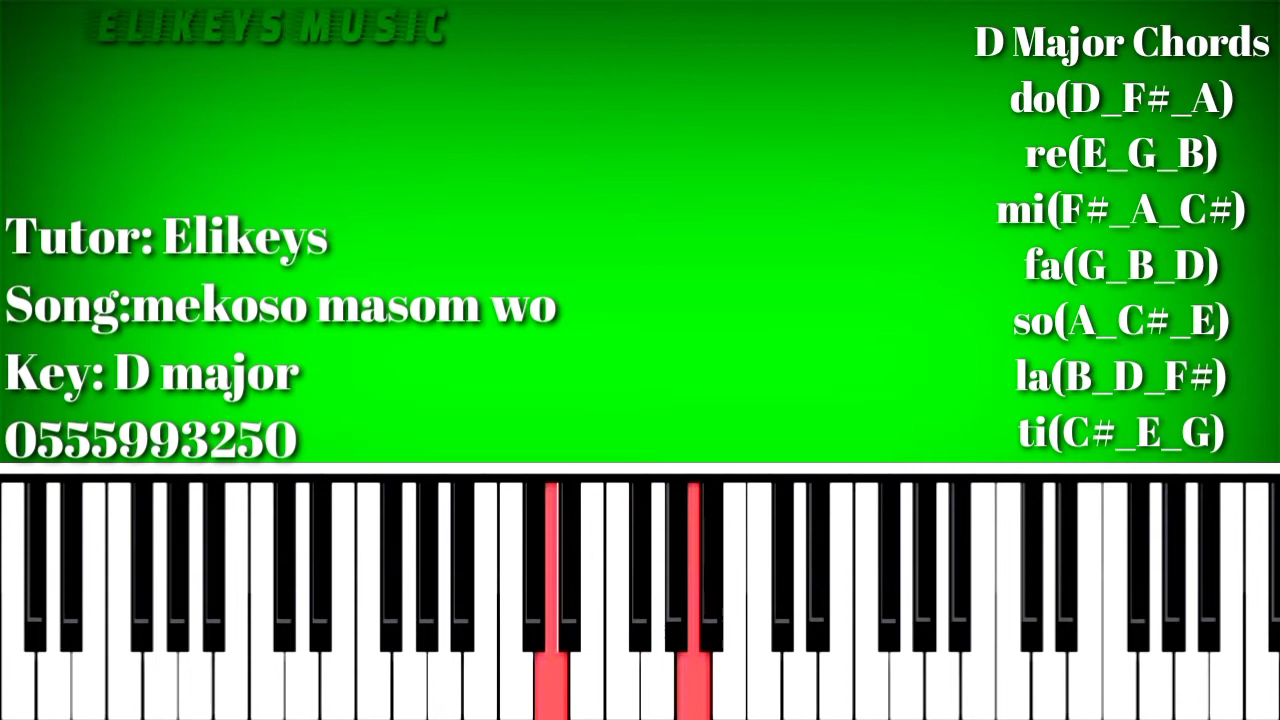 ELIKEYS MUSIC
D Major Chords
do(D_F#_A)
re(E_G_B)
mi(F#_A_C#)
fa(G_B_D)
so(A_C#_E)
la(B_D_F#)
ti(C#_E_G)
Tutor: Elikeys
Song:mekoso masom wo
Key: D major
0555993250